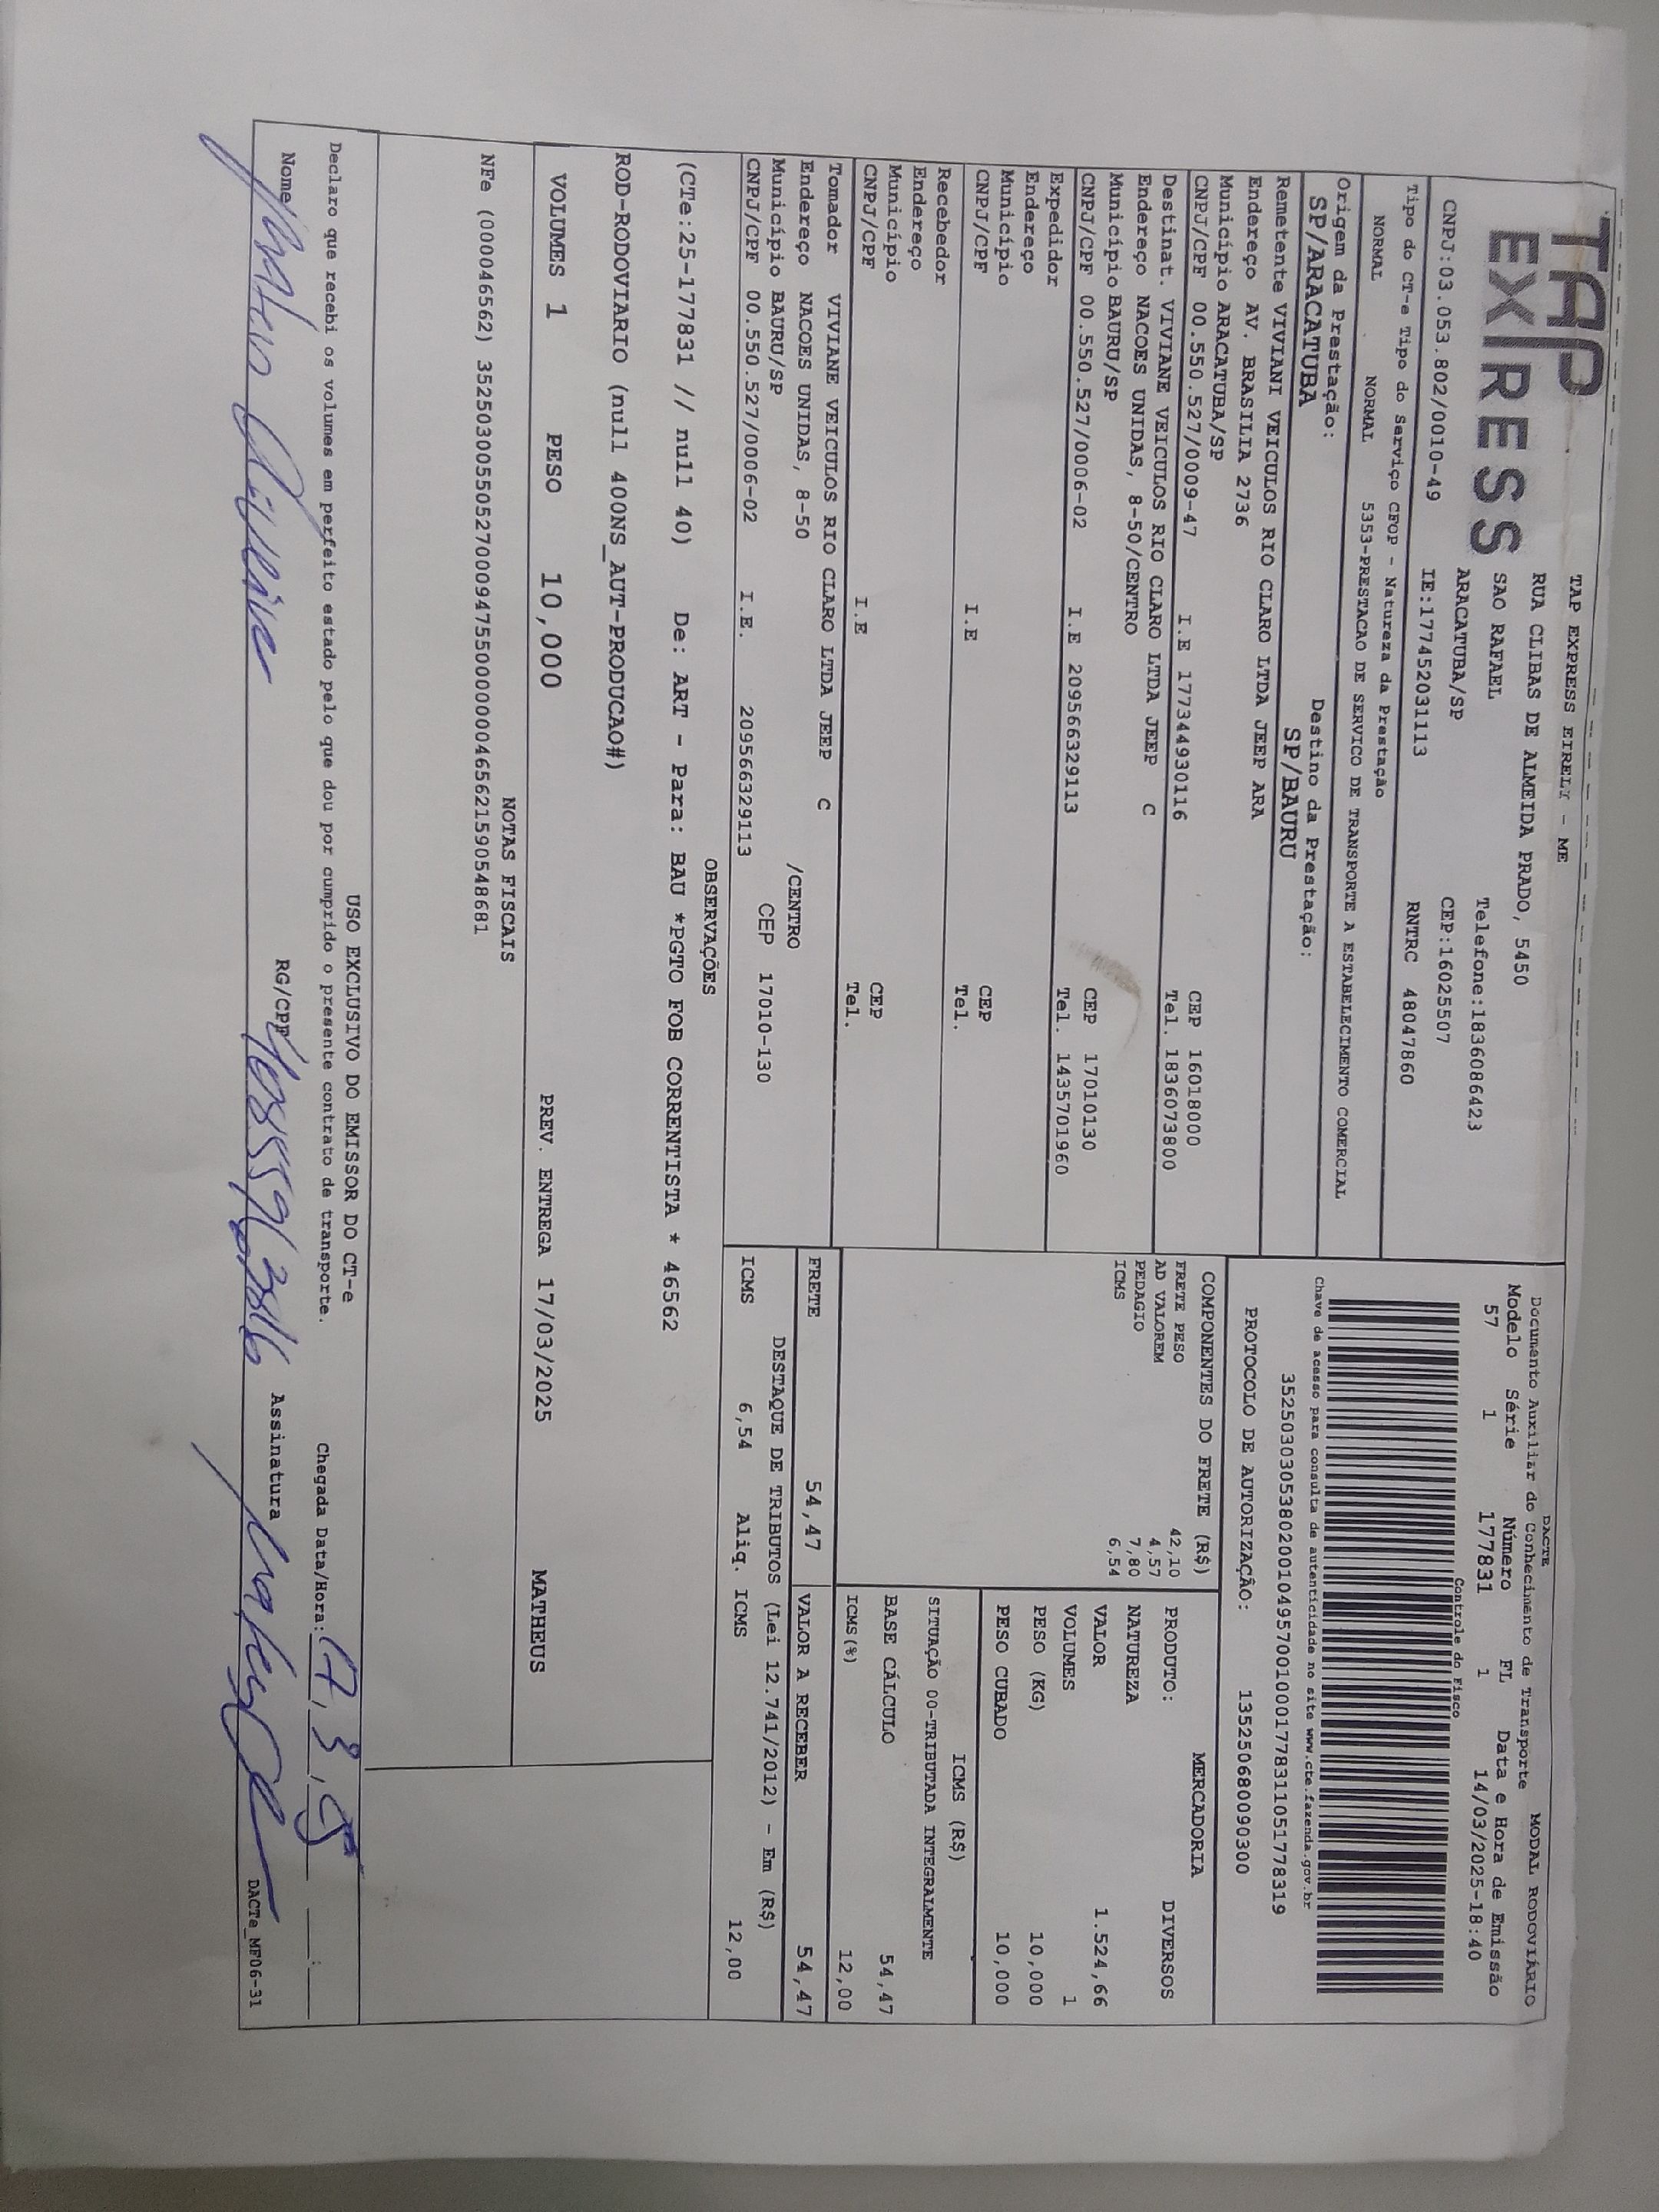 TAP EXPRESS
TAP EXPRESS EIRELI - ME
RUA CLIBAS DE ALMEIDA PRADO, 5450
SAO RAFAEL
Telefone:1836086423
ARACATUBA/SP
CEP:16025507
CNPJ:03.053.802/0010-49 IE:177452031113 RNTRC 48047860
Tipo do CT-e Tipo do Serviço CFOP - Natureza da Prestação
NORMAL NORMAL 5353-PRESTACAO DE SERVICO DE TRANSPORTE A ESTABELECIMENTO COMERCIAL
Origem da Prestação: Destino da Prestação:
SP/ARACATUBA SP/BAURU
Remetente VIVIANI VEICULOS RIO CLARO LTDA JEEP ARA
Endereço AV. BRASILIA 2736
Município ARACATUBA/SP CEP 16018000
CNPJ/CPF 00.550.527/0009-47 I.E 177344930116 Tel. 1836073800
Destinat. VIVIANE VEICULOS RIO CLARO LTDA JEEP C
Endereço NACOES UNIDAS, 8-50/CENTRO
Município BAURU/SP CEP 17010130
CNPJ/CPF 00.550.527/0006-02 I.E 209566329113 Tel. 1435701960
Expedidor
Endereço
Município CEP
CNPJ/CPF I.E Tel.
Recebedor
Endereço
Município CEP
CNPJ/CPF I.E Tel.
Tomador VIVIANE VEICULOS RIO CLARO LTDA JEEP C
Endereço NACOES UNIDAS, 8-50 /CENTRO
Município BAURU/SP CEP 17010-130
CNPJ/CPF 00.550.527/0006-02 I.E. 209566329113
DACTE
Documento Auxiliar do Conhecimento de Transporte MODAL RODOVIÁRIO
Modelo Série Número FL Data e Hora de Emissão
57 1 177831 1 14/03/2025-18:40
Controle do Fisco
Chave de acesso para consulta de autenticidade no site www.cte.fazenda.gov.br
35250303053802001049570010001778311051778319
PROTOCOLO DE AUTORIZAÇÃO: 135250680090300
COMPONENTES DO FRETE (R$)
FRETE PESO 42,10
AD VALOREM 4,57
PEDAGIO 7,80
ICMS 6,54
MERCADORIA
PRODUTO: DIVERSOS
NATUREZA
VALOR 1.524,66
VOLUMES 1
PESO (KG) 10,000
PESO CUBADO 10,000
ICMS (R$)
SITUAÇÃO 00-TRIBUTADA INTEGRALMENTE
BASE CÁLCULO 54,47
ICMS(%) 12,00
FRETE 54,47 VALOR A RECEBER 54,47
DESTAQUE DE TRIBUTOS (Lei 12.741/2012) - Em (R$)
ICMS 6,54 Aliq. ICMS 12,00
OBSERVAÇÕES
(CTe:25-177831 // null 40) De: ART - Para: BAU *PGTO FOB CORRENTISTA * 46562
ROD-RODOVIARIO (null 400NS_AUT-PRODUCAO#)
VOLUMES 1 PESO 10,000 PREV. ENTREGA 17/03/2025 MATHEUS
NOTAS FISCAIS
NFe (00046562) 35250300550527000947550000000465621590548681
USO EXCLUSIVO DO EMISSOR DO CT-e
Declaro que recebi os volumes em perfeito estado pelo que dou por cumprido o presente contrato de transporte. Chegada Data/Hora: 17,3,
Nome RG/CPF Assinatura
DACTe_MF06-31